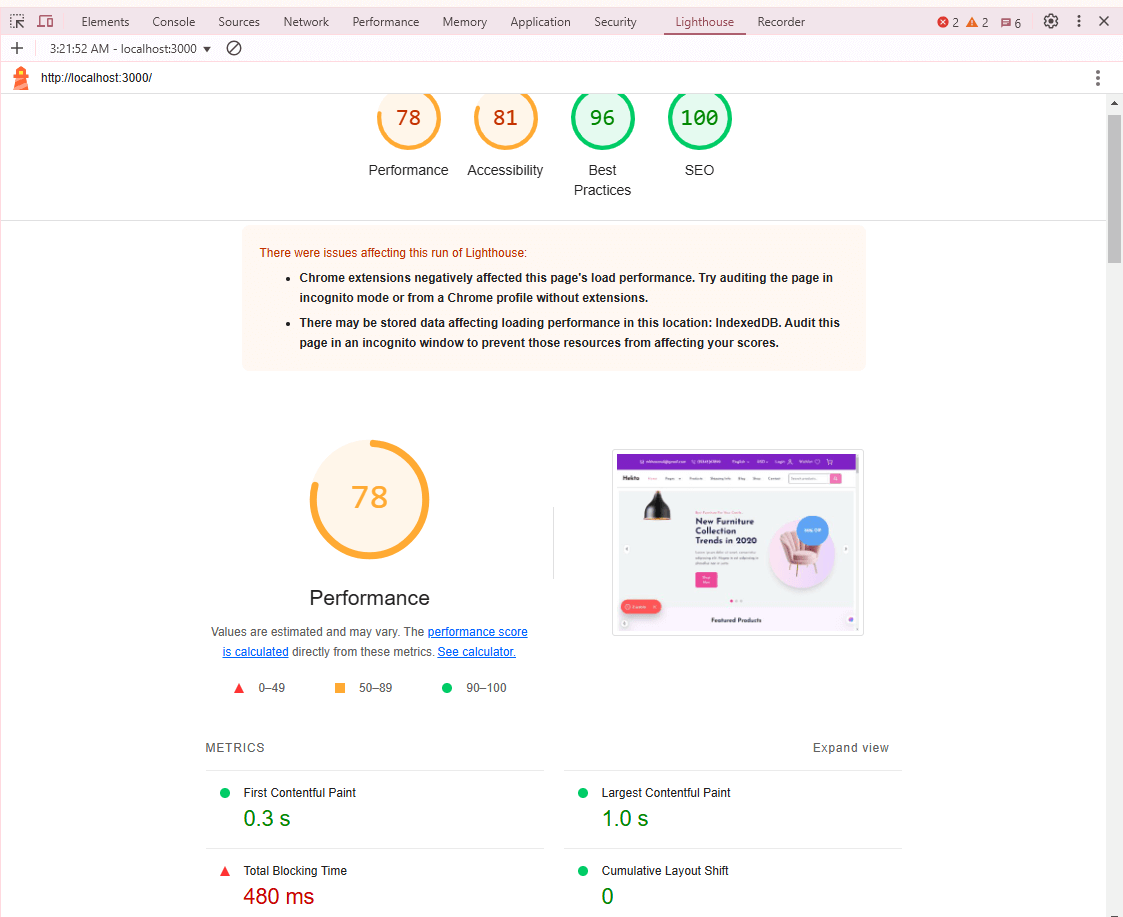 Elements Console Sources Network Performance Memory Application Security Lighthouse Recorder 2 2 6
3:21:52 AM - localhost:3000
http://localhost:3000/
78 81 96 100
Performance Accessibility Best Practices SEO
There were issues affecting this run of Lighthouse:
Chrome extensions negatively affected this page's load performance. Try auditing the page in
incognito mode or from a Chrome profile without extensions.
There may be stored data affecting loading performance in this location: IndexedDB. Audit this
page in an incognito window to prevent those resources from affecting your scores.
78
Performance
Values are estimated and may vary. The performance score
is calculated directly from these metrics. See calculator.
0–49 50–89 90–100
Hekto
New Furniture
Collection
Trends in 2020
Shop
Now
Featured Products
METRICS Expand view
First Contentful Paint
0.3 s
Largest Contentful Paint
1.0 s
Total Blocking Time
480 ms
Cumulative Layout Shift
0